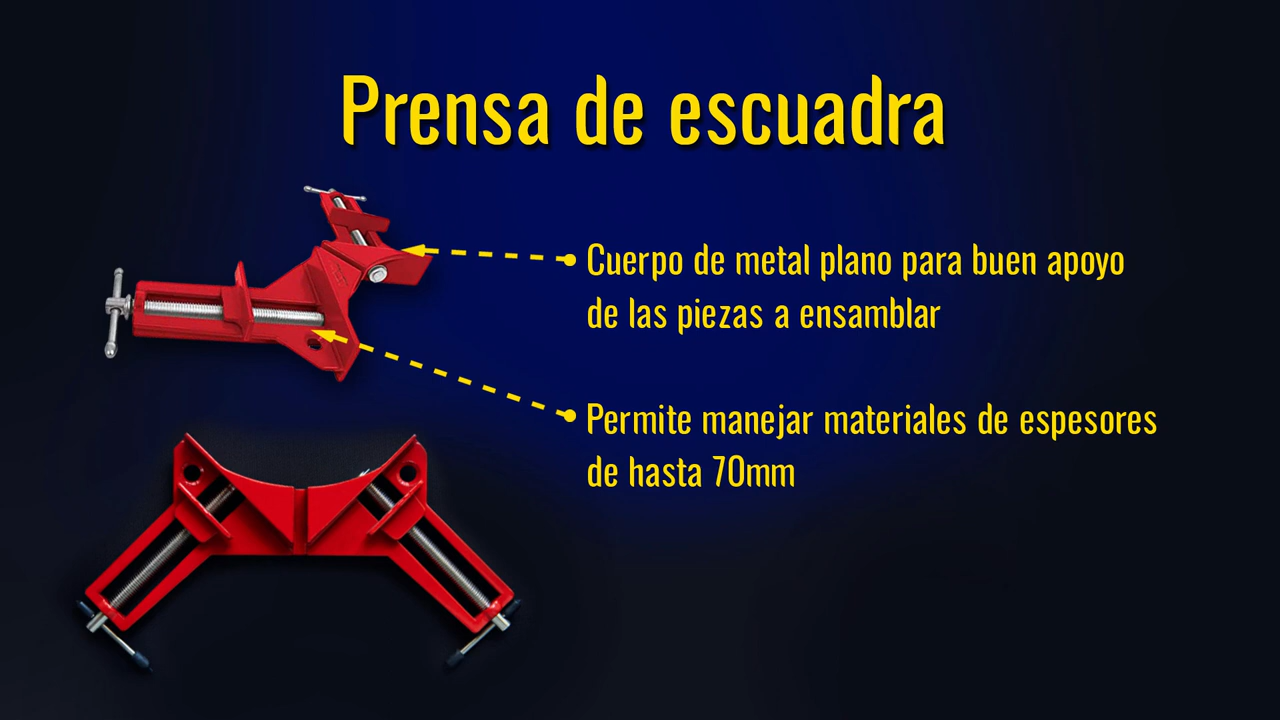 Prensa de escuadra
Cuerpo de metal plano para buen apoyo
de las piezas a ensamblar
Permite manejar materiales de espesores
de hasta 70mm